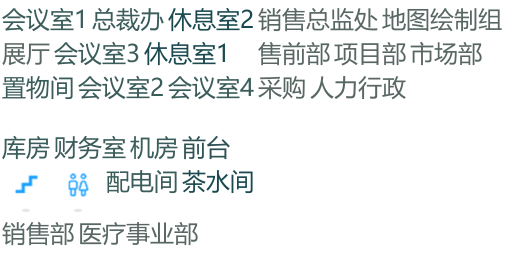 会议室1 总裁办 休息室2 销售总监处 地图绘制组
展厅 会议室3 休息室1 售前部 项目部 市场部
置物间 会议室2 会议室4 采购 人力行政
库房 财务室 机房 前台
配电间 茶水间
销售部 医疗事业部